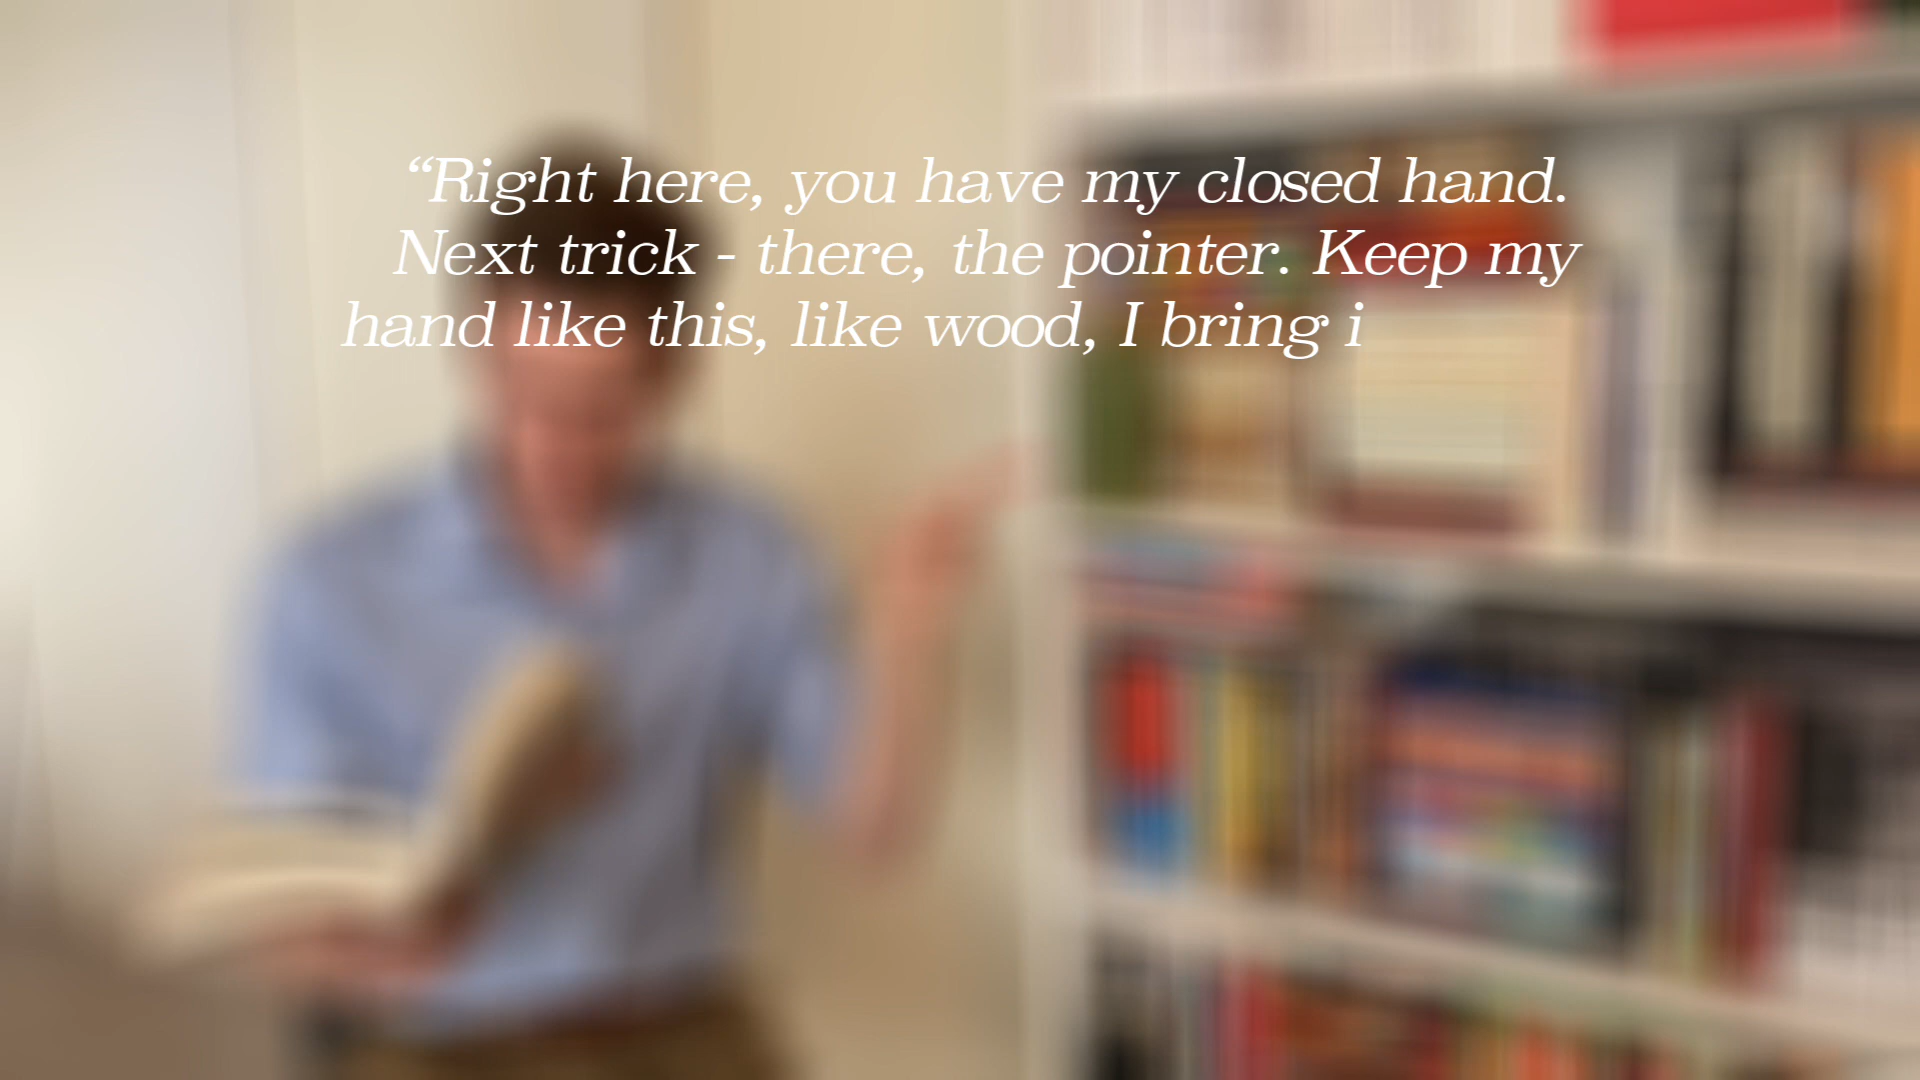 “Right here, you have my closed hand.
Next trick - there, the pointer. Keep my
hand like this, like wood, I bring i